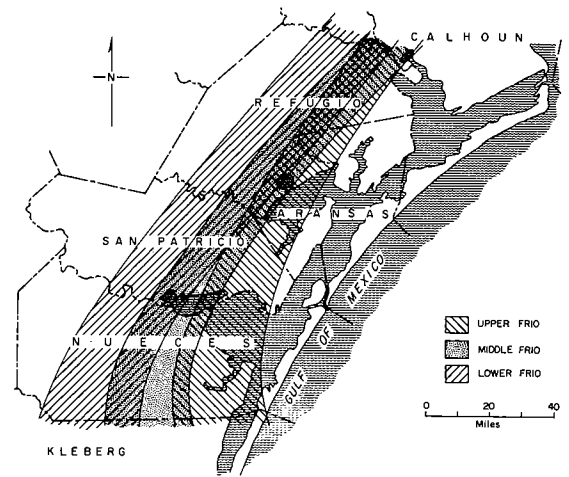 CALHOUN
N
REFUGIO
ARANSAS
SAN PATRICIO
GULF OF MEXICO
NUECES
UPPER FRIO
MIDDLE FRIO
LOWER FRIO
0 20 40
Miles
KLEBERG